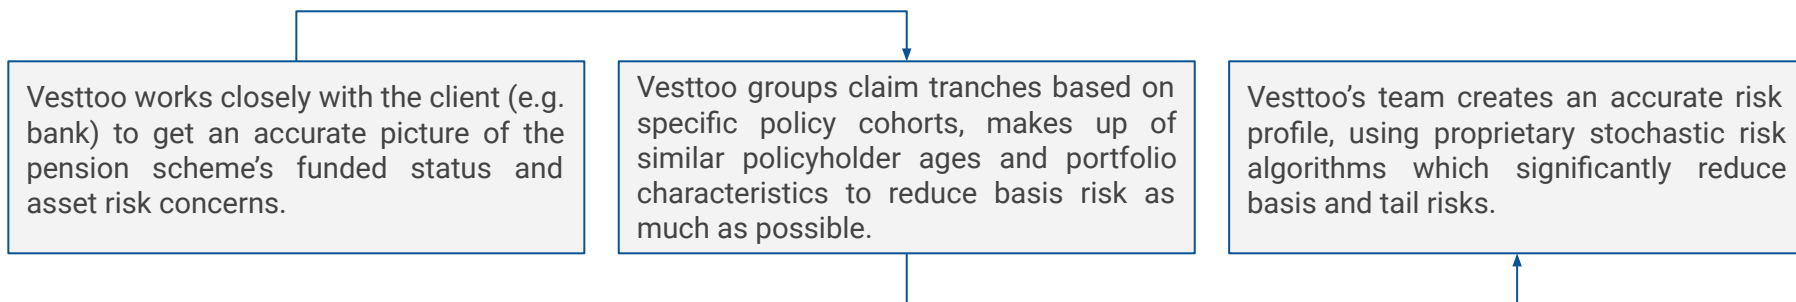 Vesttoo works closely with the client (e.g.
bank) to get an accurate picture of the
pension scheme’s funded status and
asset risk concerns.
Vesttoo groups claim tranches based on
specific policy cohorts, makes up of
similar policyholder ages and portfolio
characteristics to reduce basis risk as
much as possible.
Vesttoo’s team creates an accurate risk
profile, using proprietary stochastic risk
algorithms which significantly reduce
basis and tail risks.